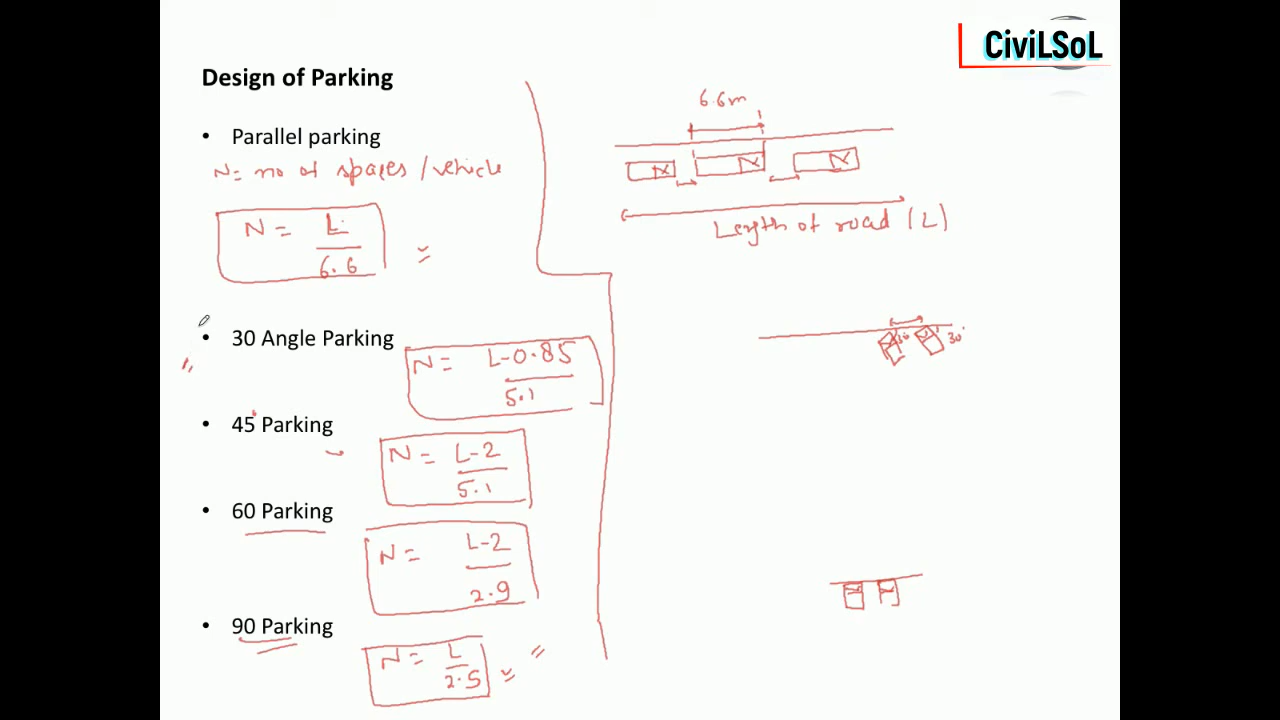 CiviLSoL
Design of Parking
• Parallel parking
N = no of spaces / vehicle
N = L / 6.6
6.6m
Length of road (L)
• 30 Angle Parking
N = L-0.85 / 5.1
30°
30°
• 45° Parking
N = L-2 / 5.1
• 60 Parking
N = L-2 / 2.9
• 90 Parking
N = L / 2.5